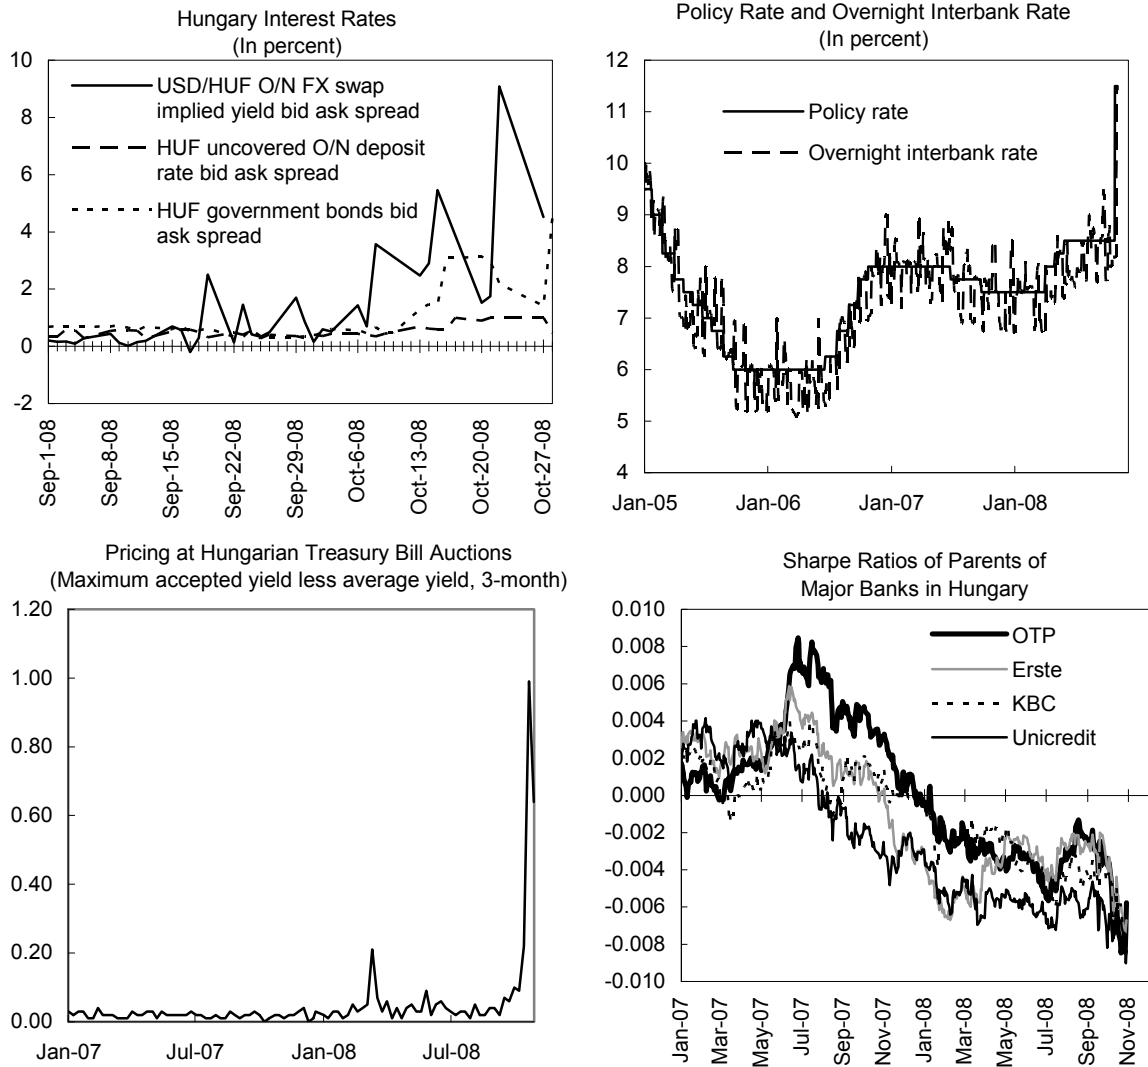 Hungary Interest Rates
(In percent)
10
8
6
4
2
0
-2
USD/HUF O/N FX swap
implied yield bid ask spread
HUF uncovered O/N deposit
rate bid ask spread
HUF government bonds bid
ask spread
Sep-1-08
Sep-8-08
Sep-15-08
Sep-22-08
Sep-29-08
Oct-6-08
Oct-13-08
Oct-20-08
Oct-27-08
Policy Rate and Overnight Interbank Rate
(In percent)
12
11
10
9
8
7
6
5
4
Policy rate
Overnight interbank rate
Jan-05
Jan-06
Jan-07
Jan-08
Pricing at Hungarian Treasury Bill Auctions
(Maximum accepted yield less average yield, 3-month)
1.20
1.00
0.80
0.60
0.40
0.20
0.00
Jan-07
Jul-07
Jan-08
Jul-08
Sharpe Ratios of Parents of
Major Banks in Hungary
0.010
0.008
0.006
0.004
0.002
0.000
-0.002
-0.004
-0.006
-0.008
-0.010
OTP
Erste
KBC
Unicredit
Jan-07
Mar-07
May-07
Jul-07
Sep-07
Nov-07
Jan-08
Mar-08
May-08
Jul-08
Sep-08
Nov-08